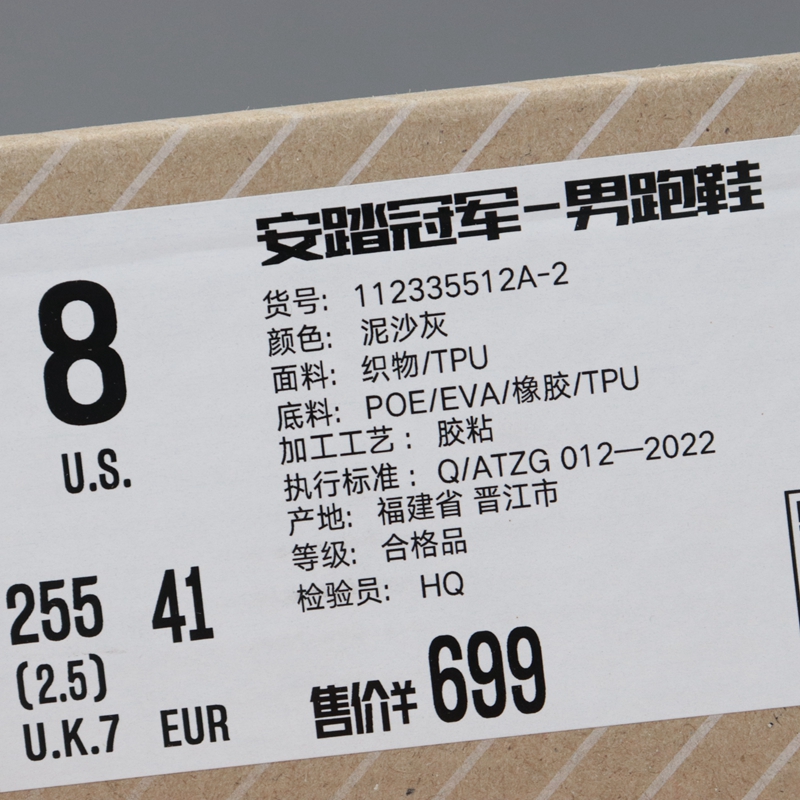 安踏冠军-男跑鞋
货号: 112335512A-2
颜色: 泥沙灰
面料: 织物/TPU
底料: POE/EVA/橡胶/TPU
加工工艺: 胶粘
执行标准: Q/ATZG 012—2022
产地: 福建省 晋江市
等级: 合格品
检验员: HQ
售价¥ 699
8
U.S.
255
(2.5)
U.K.7
41
EUR